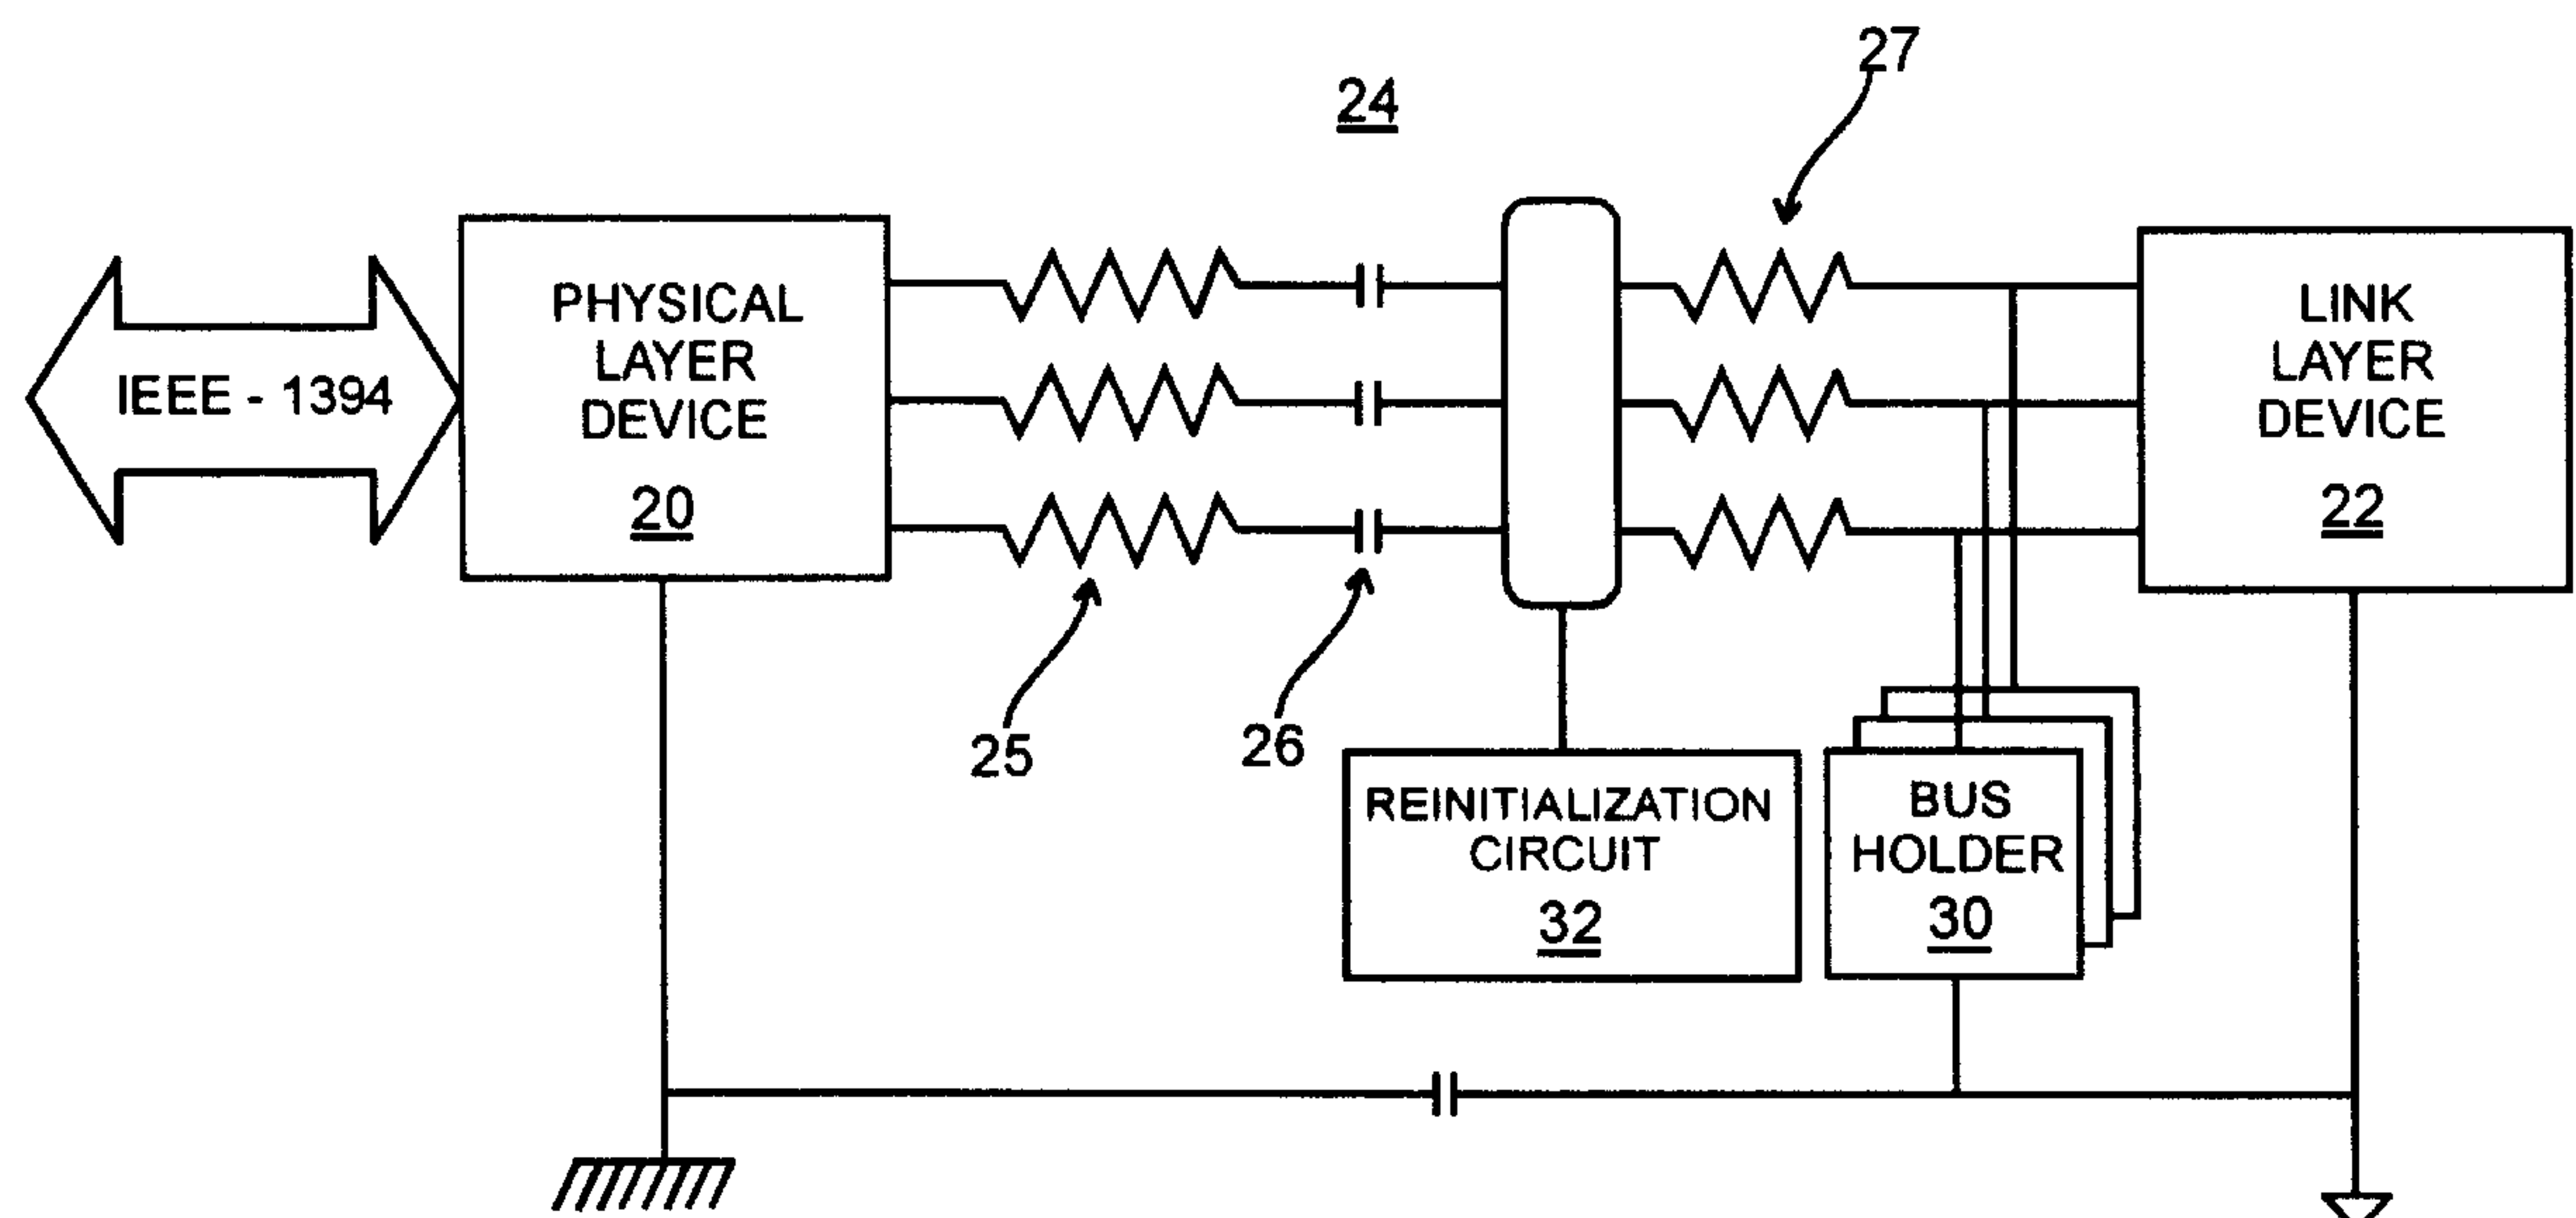 27
24
IEEE - 1394
PHYSICAL
LAYER
DEVICE
20
LINK
LAYER
DEVICE
22
25
26
REINITIALIZATION
CIRCUIT
32
BUS
HOLDER
30